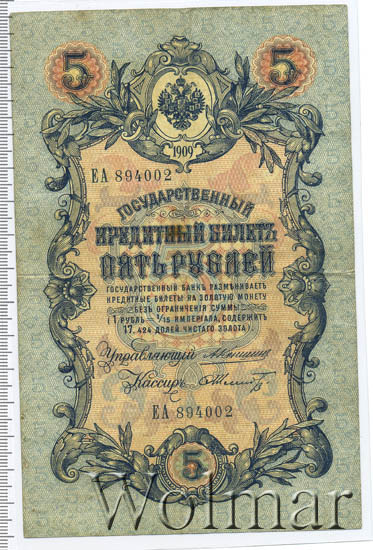 5 5
1909
ЕА 894002
ГОСУДАРСТВЕННЫЙ
КРЕДИТНЫЙ БИЛЕТЪ
ПЯТЬ РУБЛЕЙ
ГОСУДАРСТВЕННЫЙ БАНКЪ РАЗМѢНИВАЕТЪ
КРЕДИТНЫЕ БИЛЕТЫ НА ЗОЛОТУЮ МОНЕТУ
БЕЗЪ ОГРАНИЧЕНІЯ СУММЫ
(1 РУБЛЬ = 1/15 ИМПЕРІАЛА, СОДЕРЖИТЪ
17,424 ДОЛЕЙ ЧИСТАГО ЗОЛОТА)
Управляющій
Кассиръ
ЕА 894002
5
Wolmar